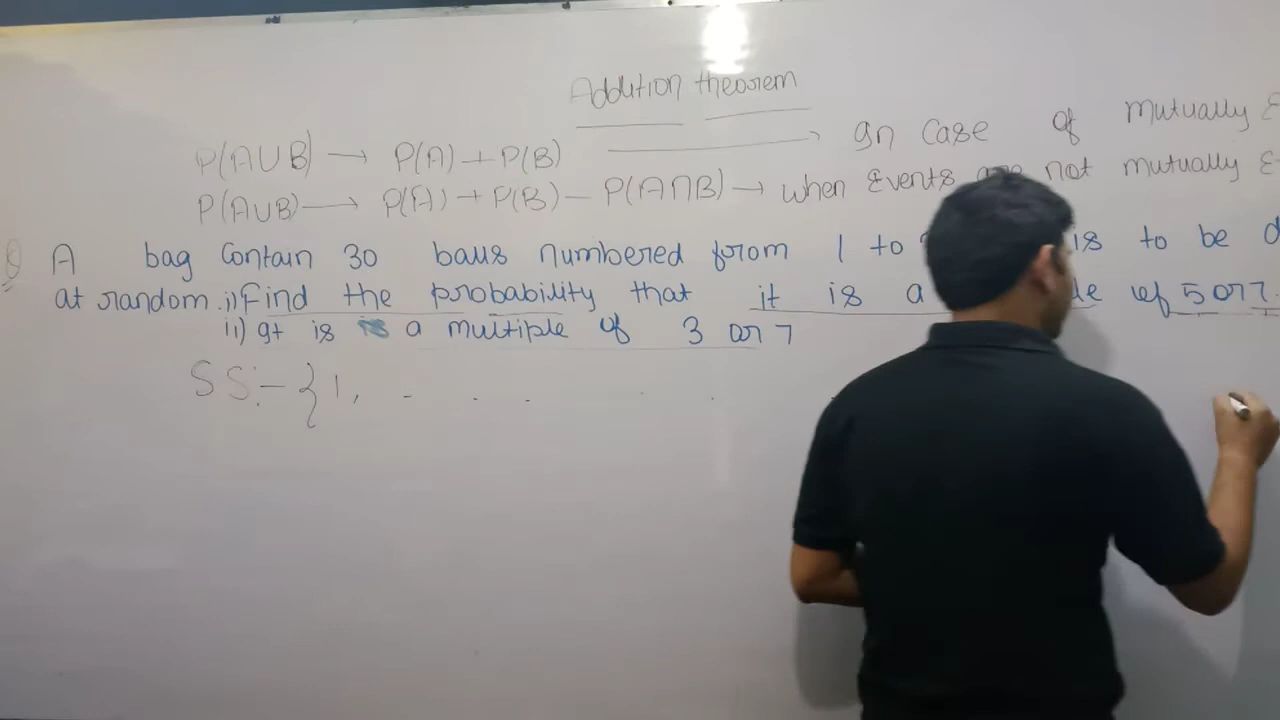 Addition theorem
P(A∪B) → P(A) + P(B) → In case of mutually
P(A∪B) → P(A) + P(B) – P(A∩B) → when Events are not mutually
Q A bag contain 30 balls numbered from 1 to is to be
at random. i) Find the probability that it is a of 5 or 7.
ii) It is a multiple of 3 or 7
SS:- { 1, - . . . .